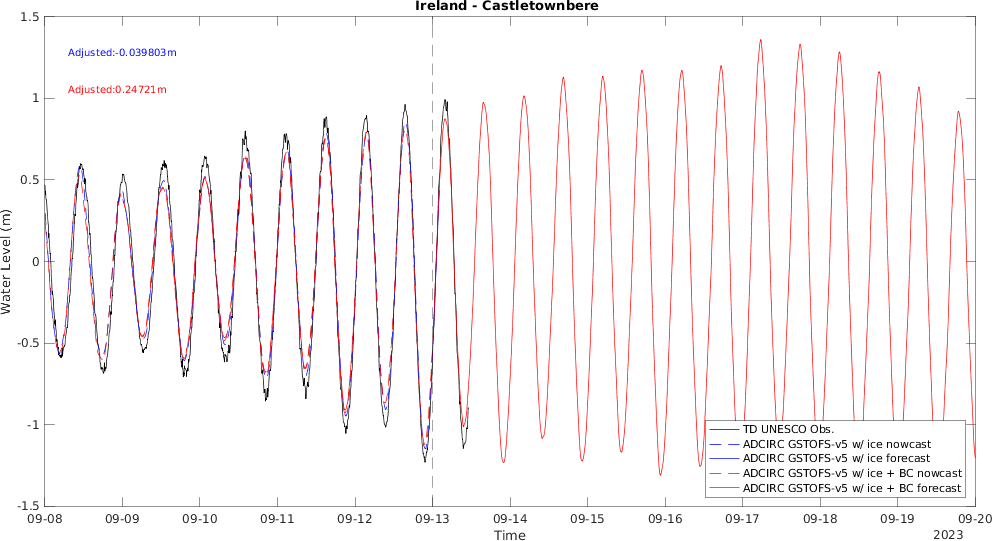 Ireland - Castletownbere
Adjusted:-0.039803m
Adjusted:0.24721m
Water Level (m)
1.5
1
0.5
0
-0.5
-1
-1.5
TD UNESCO Obs.
ADCIRC GSTOFS-v5 w/ ice nowcast
ADCIRC GSTOFS-v5 w/ ice forecast
ADCIRC GSTOFS-v5 w/ ice + BC nowcast
ADCIRC GSTOFS-v5 w/ ice + BC forecast
09-08 09-09 09-10 09-11 09-12 09-13 09-14 09-15 09-16 09-17 09-18 09-19 09-20
Time
2023